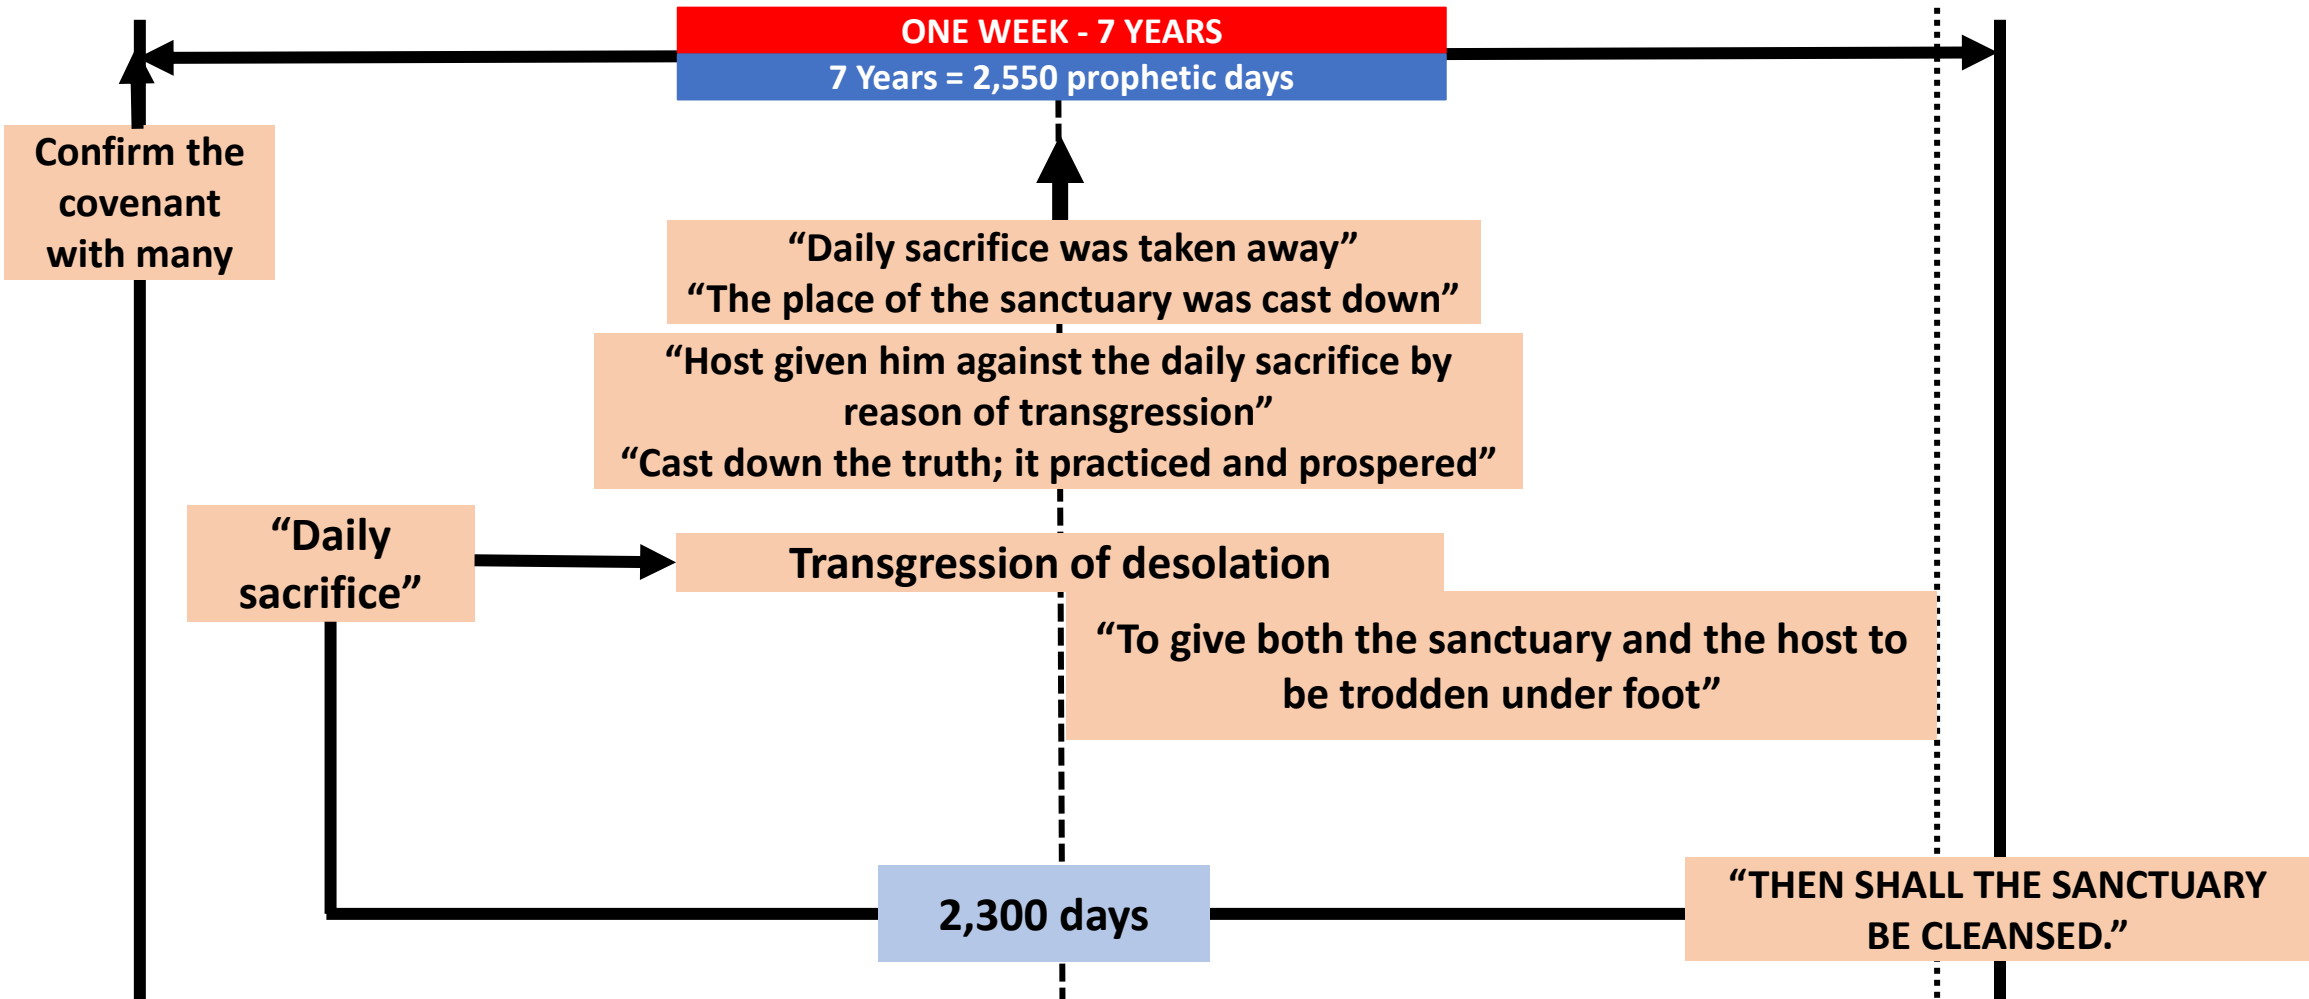 ONE WEEK - 7 YEARS
7 Years = 2,550 prophetic days
Confirm the
covenant
with many
“Daily sacrifice was taken away”
“The place of the sanctuary was cast down”
“Host given him against the daily sacrifice by
reason of transgression”
“Cast down the truth; it practiced and prospered”
“Daily
sacrifice”
Transgression of desolation
“To give both the sanctuary and the host to
be trodden under foot”
2,300 days
“THEN SHALL THE SANCTUARY
BE CLEANSED.”